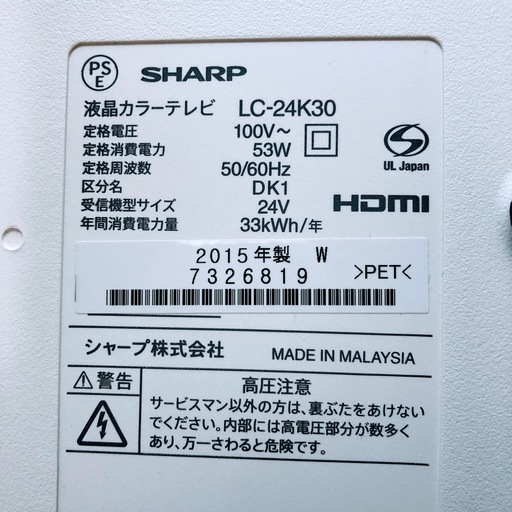 PS
E
SHARP
液晶カラーテレビ LC-24K30
定格電圧 100V～
定格消費電力 53W
定格周波数 50/60Hz
区分名 DK1
受信機型サイズ 24V
年間消費電力量 33kWh/年
S
UL Japan
HDMI
2015年製 W
7326819
>PET<
シャープ株式会社
MADE IN MALAYSIA
警告
高圧注意
サービスマン以外の方は、裏ぶたをあけない
でください。内部には高電圧部分が数多く
あり、万一さわると危険です。